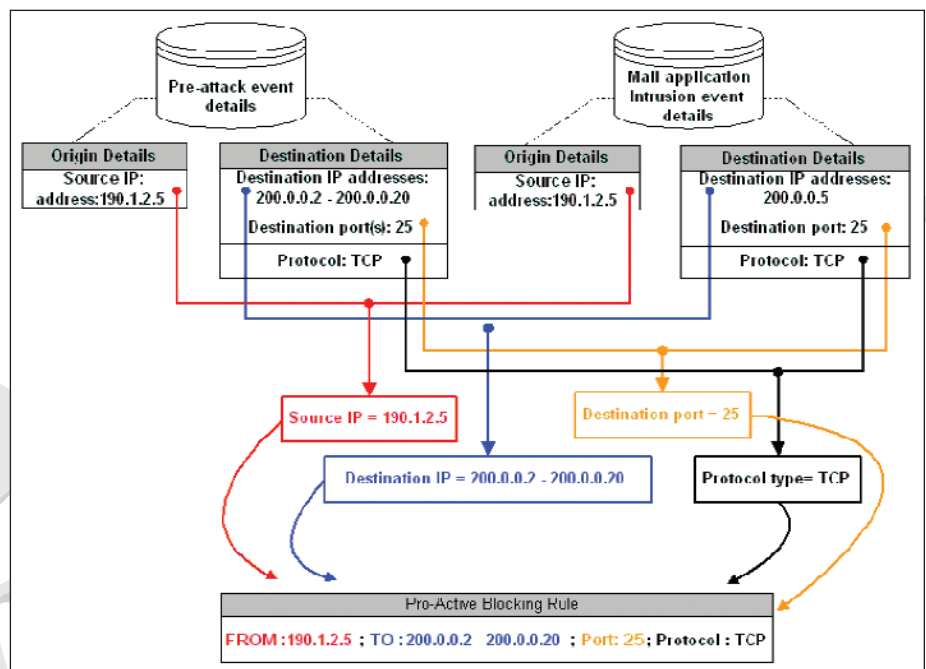 Pre-attack event
details
Mall application
Intrusion event
details
Origin Details
Source IP:
address:190.1.2.5
Destination Details
Destination IP addresses:
200.0.0.2 - 200.0.0.20
Destination port(s): 25
Protocol: TCP
Origin Details
Source IP:
address:190.1.2.5
Destination Details
Destination IP addresses:
200.0.0.5
Destination port: 25
Protocol: TCP
Source IP = 190.1.2.5
Destination port = 25
Destination IP = 200.0.0.2 - 200.0.0.20
Protocol type= TCP
Pro-Active Blocking Rule
FROM :190.1.2.5 ; TO : 200.0.0.2 200.0.0.20 ; Port: 25; Protocol : TCP